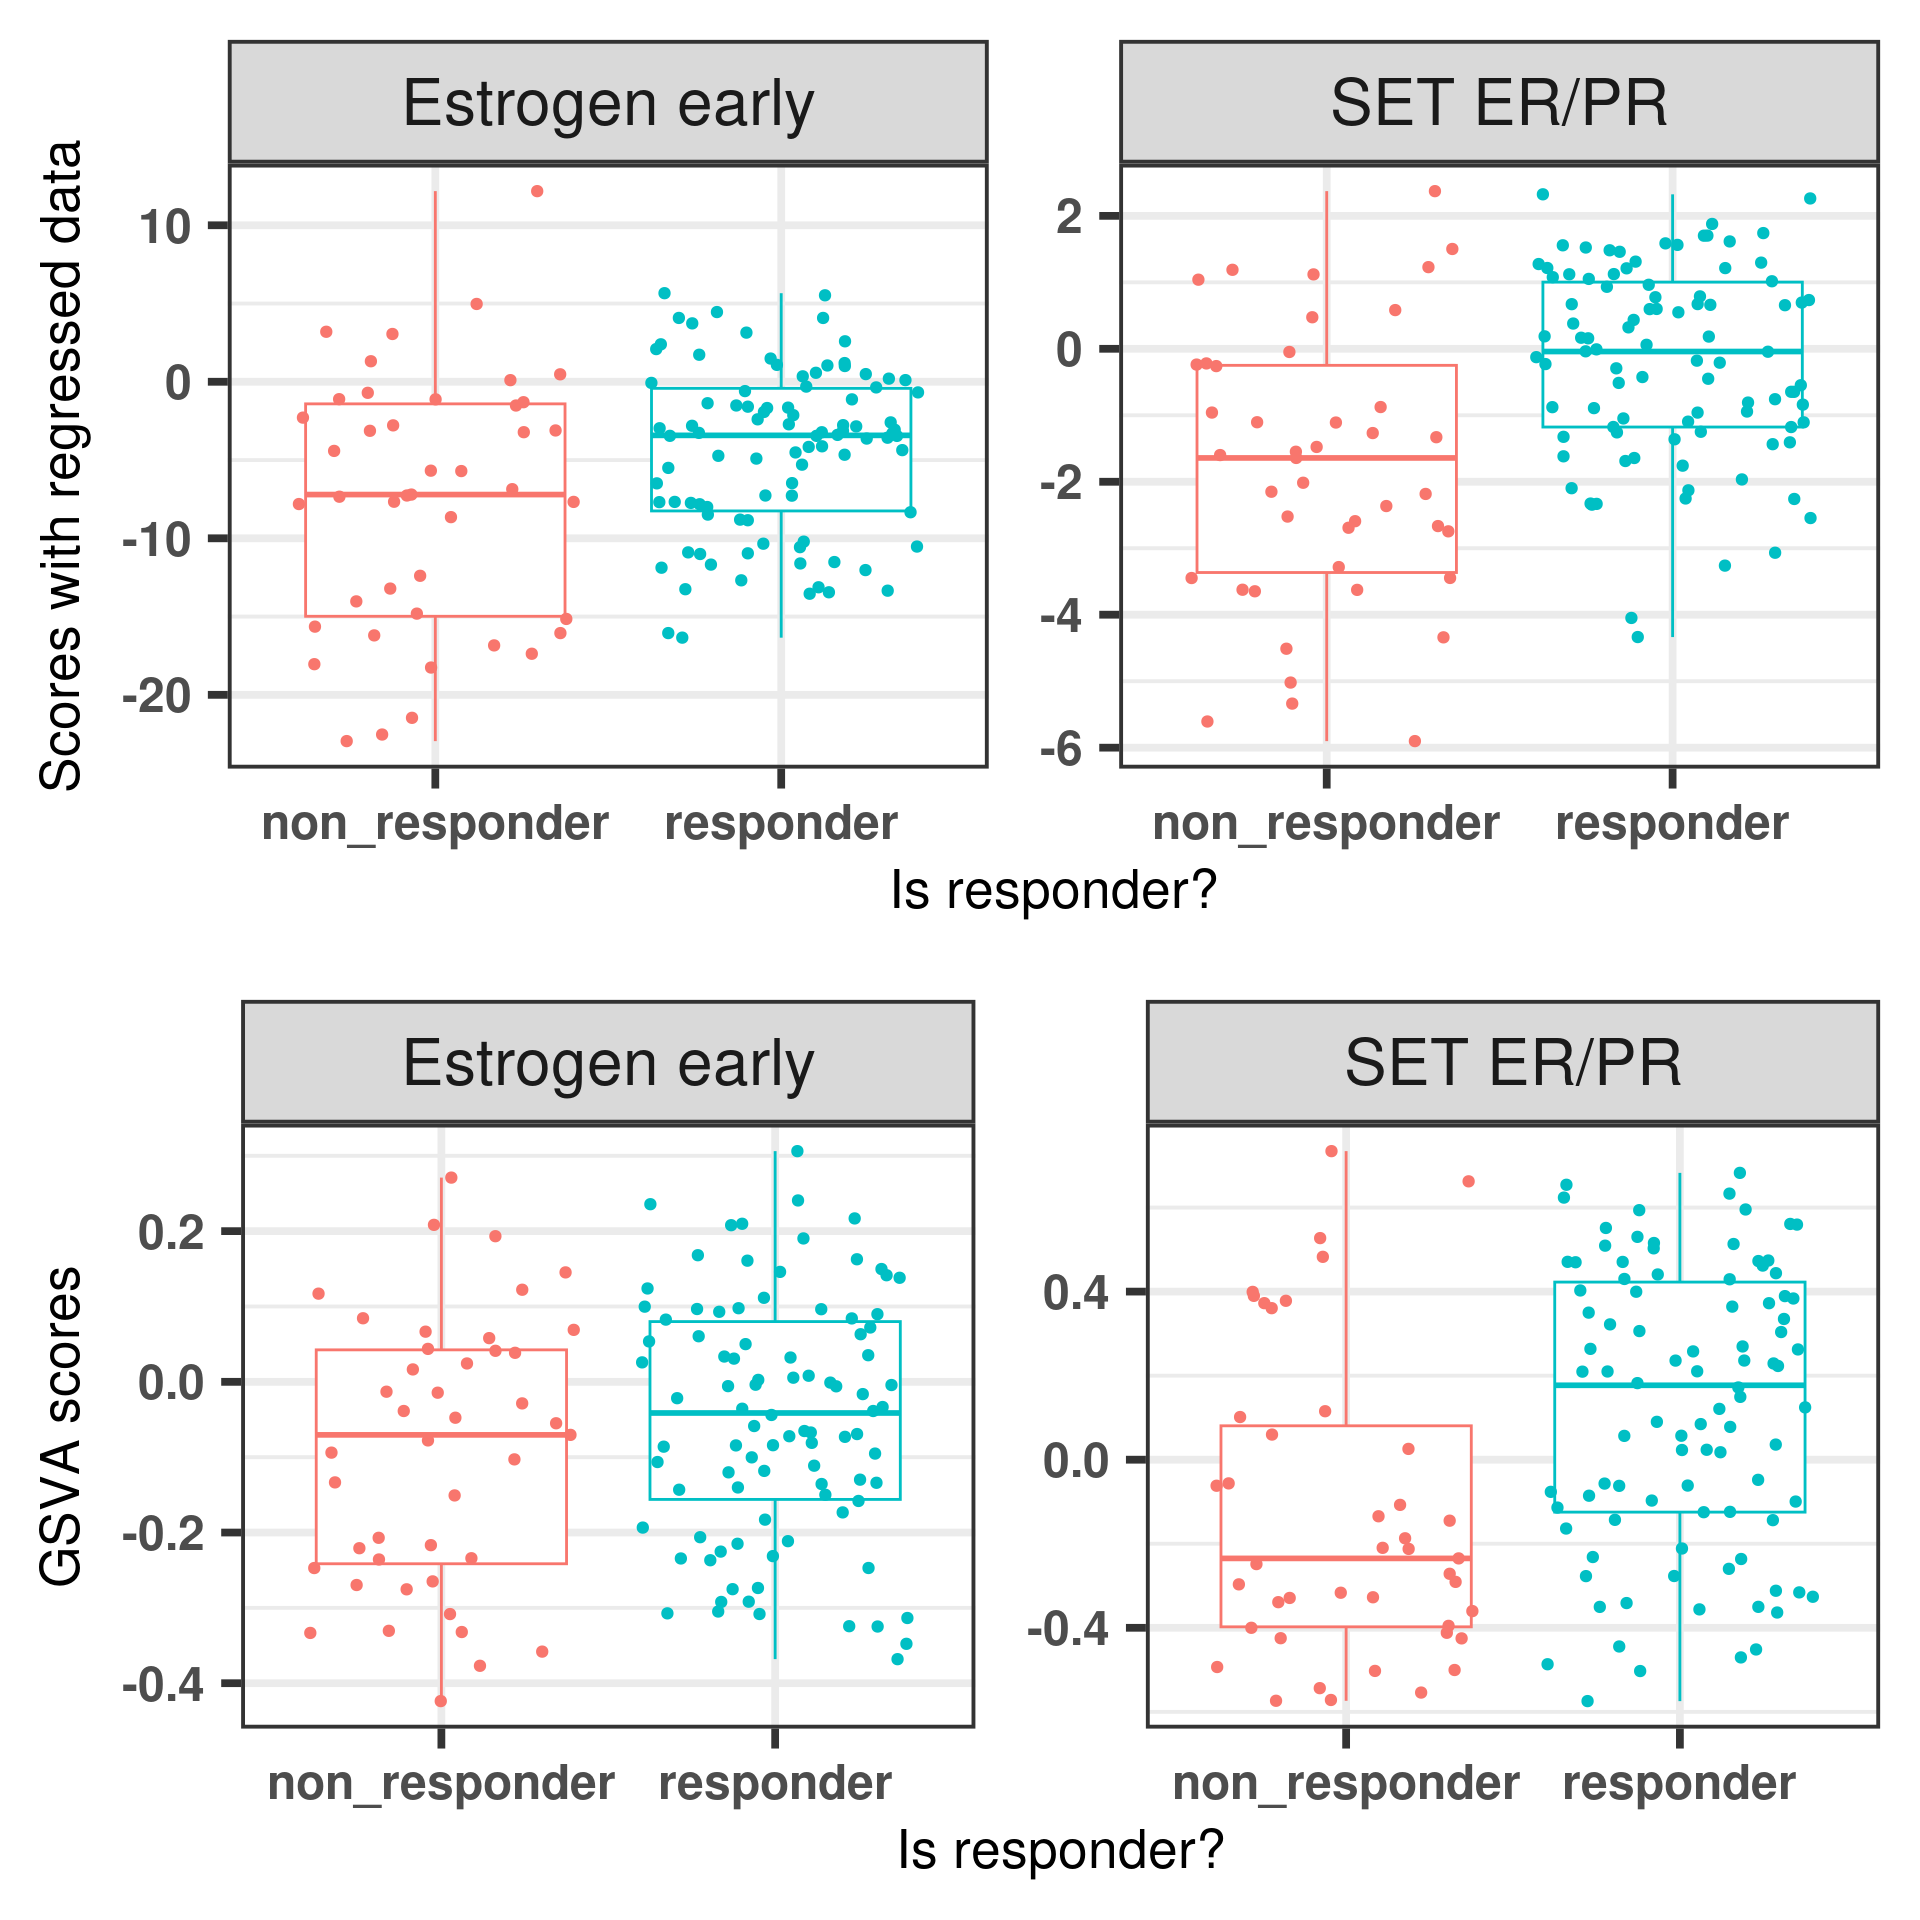 Estrogen early
SET ER/PR
Scores with regressed data
10
0
-10
-20
2
0
-2
-4
-6
non_responder
responder
non_responder
responder
Is responder?
Estrogen early
SET ER/PR
GSVA scores
0.2
0.0
-0.2
-0.4
0.4
0.0
-0.4
non_responder
responder
non_responder
responder
Is responder?